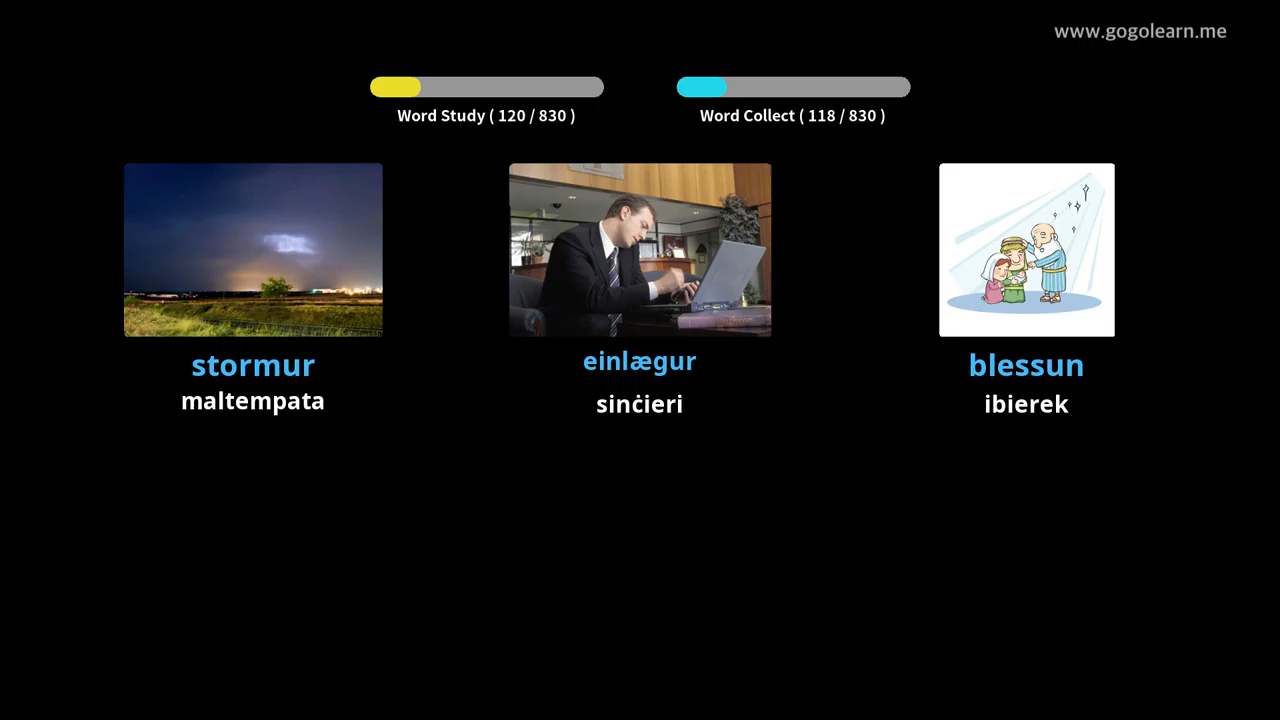 www.gogolearn.me
Word Study ( 120 / 830 )
Word Collect ( 118 / 830 )
stormur
einlægur
blessun
maltempata
sinċieri
ibierek